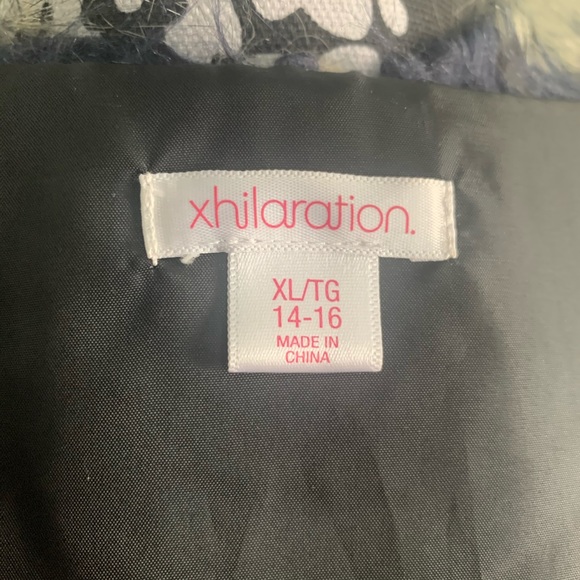 xhilaration.
XL/TG
14-16
MADE IN
CHINA